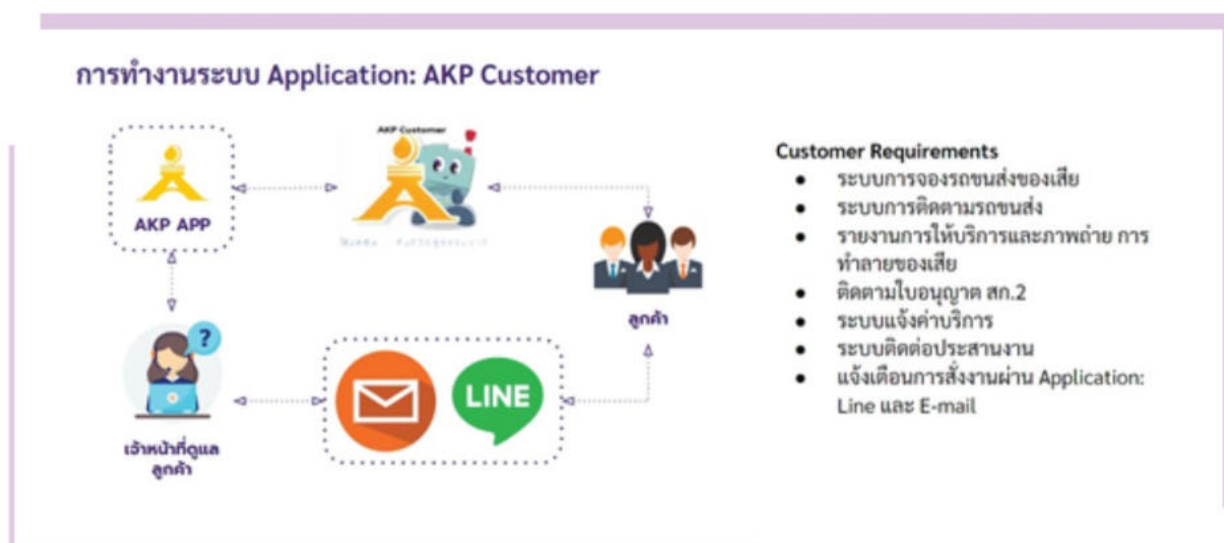 การทำงานระบบ Application: AKP Customer
AKP Customer
AKP APP
ลูกค้า
?
LINE
เจ้าหน้าที่ดูแล
ลูกค้า
Customer Requirements
● ระบบการจองรถขนส่งของเสีย
● ระบบการติดตามรถขนส่ง
● รายงานการให้บริการและภาพถ่าย การ
ทำลายของเสีย
● ติดตามใบอนุญาต สก.2
● ระบบแจ้งค่าบริการ
● ระบบติดต่อประสานงาน
● แจ้งเตือนการสั่งงานผ่าน Application:
Line และ E-mail